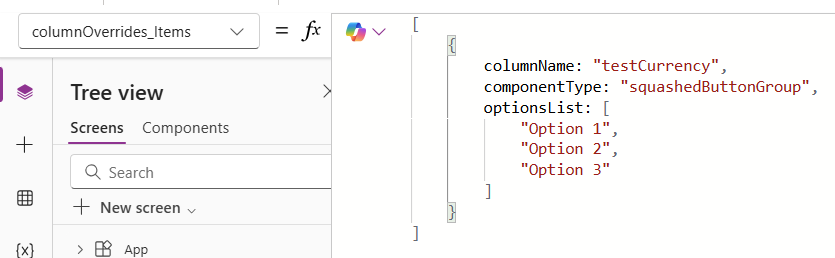 columnOverrides_Items = fx
[
{
columnName: "testCurrency",
componentType: "squashedButtonGroup",
optionsList: [
"Option 1",
"Option 2",
"Option 3"
]
}
]
Tree view
Screens Components
Search
New screen
App
{x}